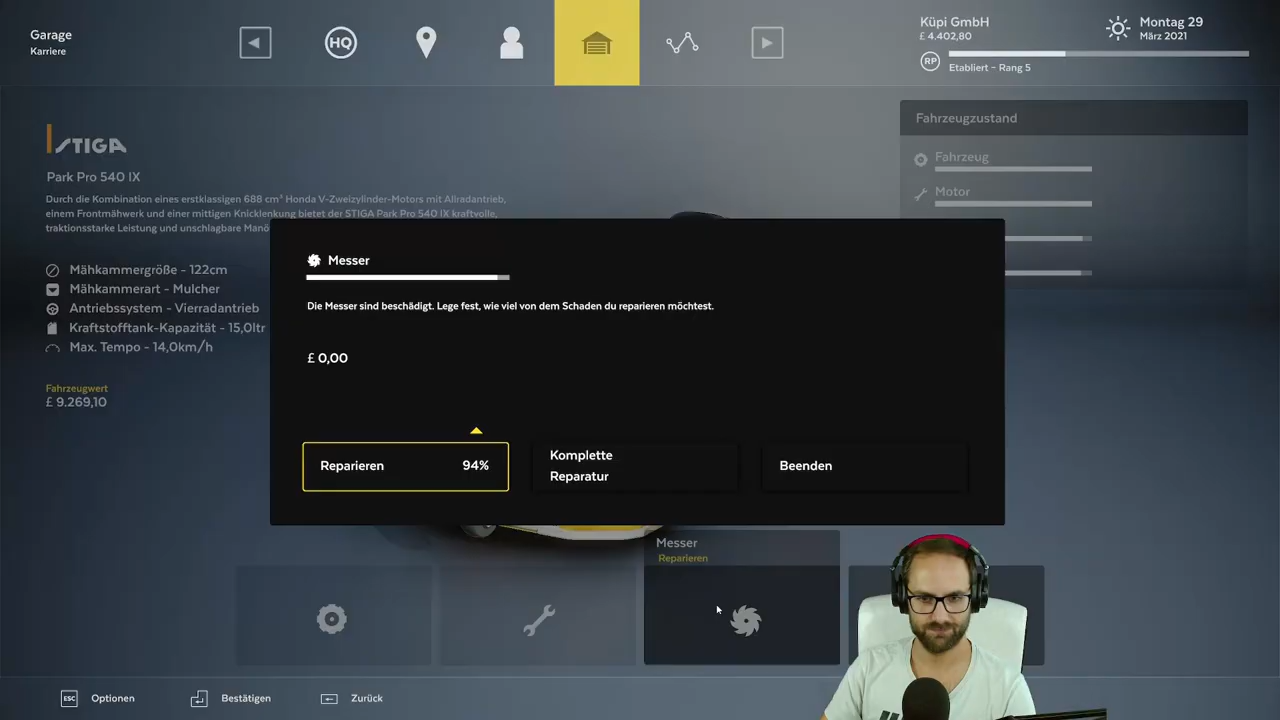 Garage
Karriere
HQ
Küpi GmbH
£ 4.402,80
RP
Etabliert – Rang 5
Montag 29
März 2021
STIGA
Park Pro 540 IX
Durch die Kombination eines erstklassigen 688 cm³ Honda V-Zweizylinder-Motors mit Allradantrieb,
einem Frontmähwerk und einer mittigen Knicklenkung bietet der STIGA Park Pro 540 IX kraftvolle,
traktionsstarke Leistung und unschlagbare
Mähkammergröße - 122cm
Mähkammerart - Mulcher
Antriebssystem - Vierradantrieb
Kraftstofftank-Kapazität - 15,0ltr
Max. Tempo - 14,0km/h
Fahrzeugwert
£ 9.269,10
Fahrzeugzustand
Fahrzeug
Motor
Messer
Die Messer sind beschädigt. Lege fest, wie viel von dem Schaden du reparieren möchtest.
£ 0,00
Reparieren 94%
Komplette
Reparatur
Beenden
Messer
Reparieren
ESC Optionen
Bestätigen
Zurück